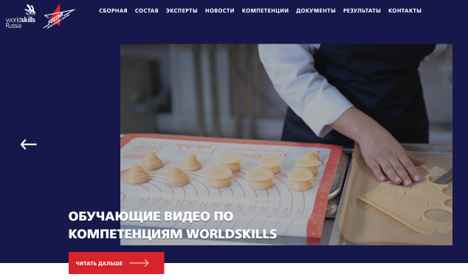 worldskills
Russia
СБОРНАЯ СОСТАВ ЭКСПЕРТЫ НОВОСТИ КОМПЕТЕНЦИИ ДОКУМЕНТЫ РЕЗУЛЬТАТЫ КОНТАКТЫ
ОБУЧАЮЩИЕ ВИДЕО ПО
КОМПЕТЕНЦИЯМ WORLDSKILLS
ЧИТАТЬ ДАЛЬШЕ